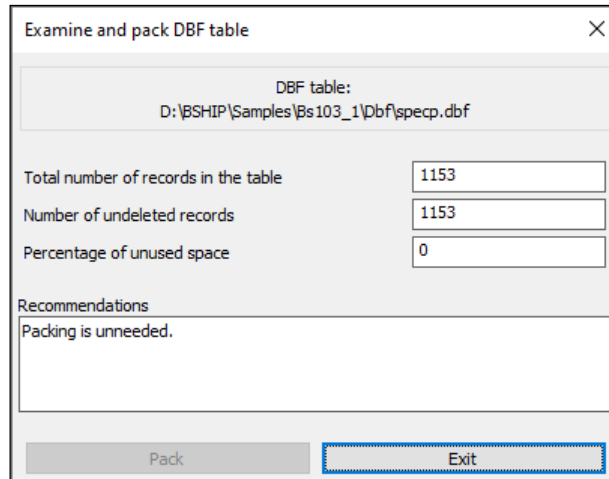 Examine and pack DBF table
DBF table:
D:\BSHIP\Samples\Bs103_1\Dbf\specp.dbf
Total number of records in the table 1153
Number of undeleted records 1153
Percentage of unused space 0
Recommendations
Packing is unneeded.
Pack Exit